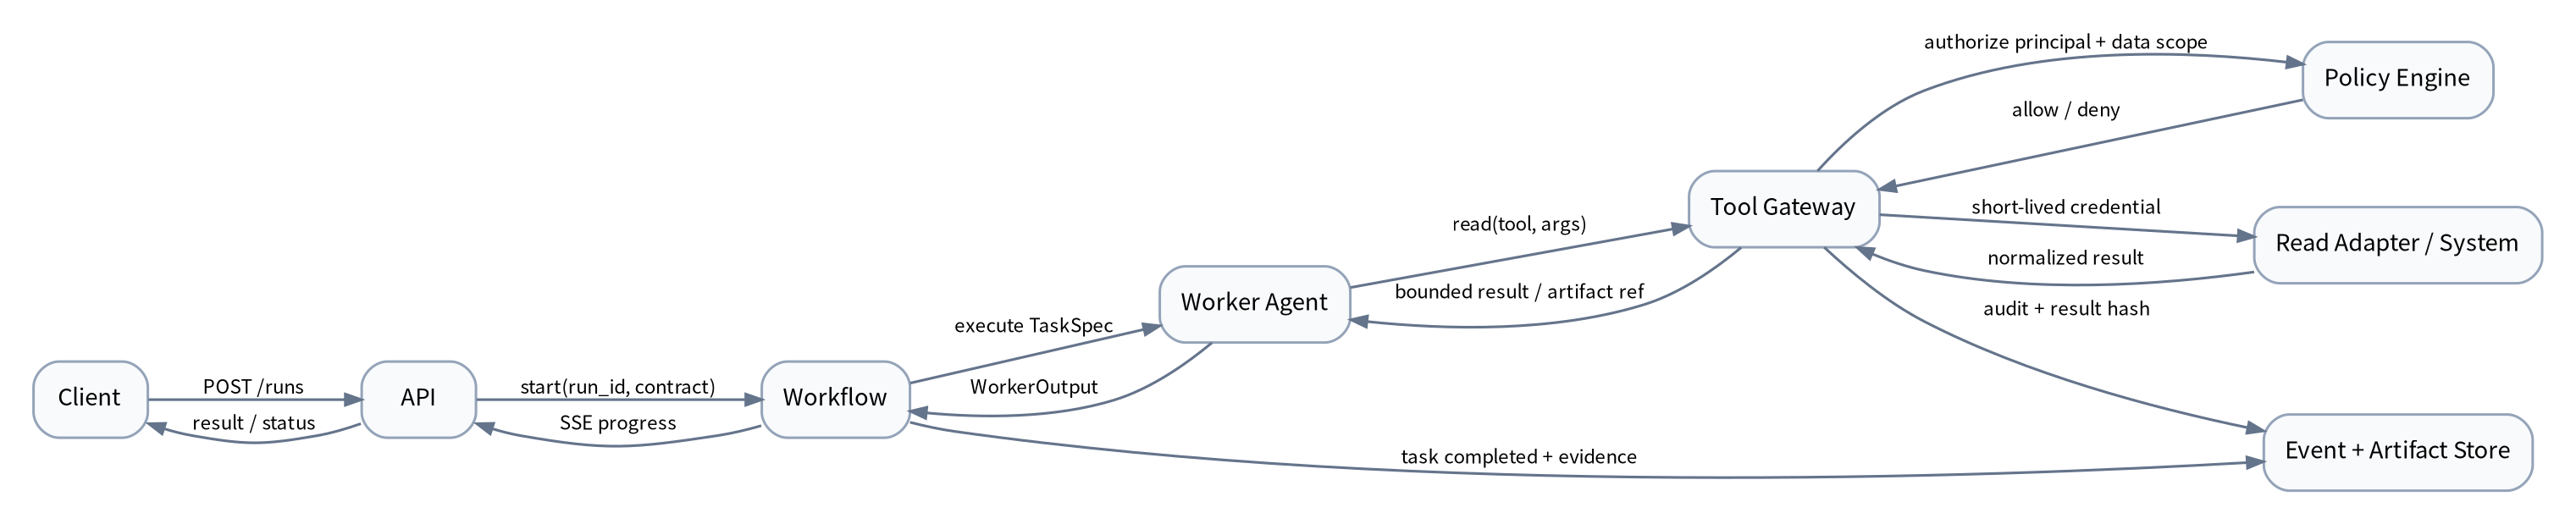 authorize principal + data scope
Policy Engine
allow / deny
Tool Gateway
short-lived credential
Read Adapter / System
read(tool, args)
normalized result
bounded result / artifact ref
audit + result hash
Worker Agent
execute TaskSpec
WorkerOutput
Client
POST /runs
API
start(run_id, contract)
Workflow
result / status
SSE progress
task completed + evidence
Event + Artifact Store